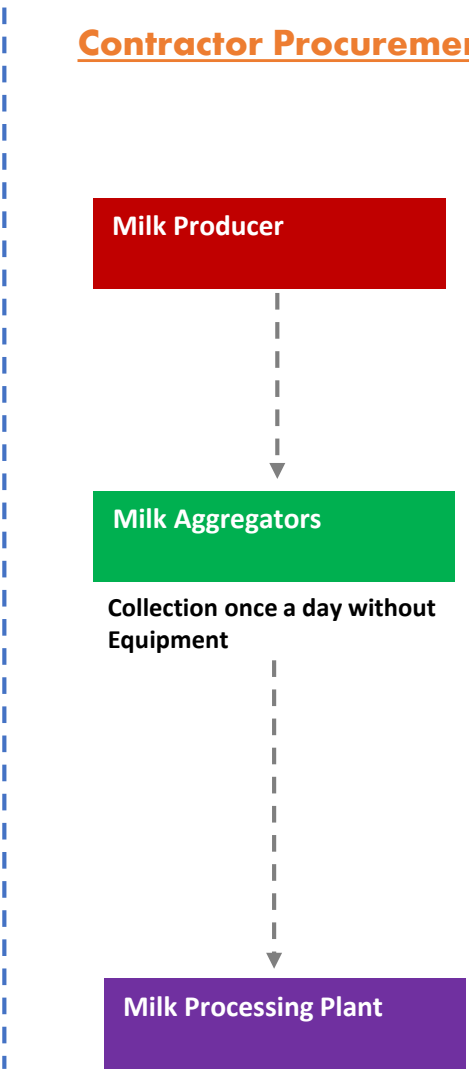 Contractor Procuremen
Milk Producer
Milk Aggregators
Collection once a day without
Equipment
Milk Processing Plant